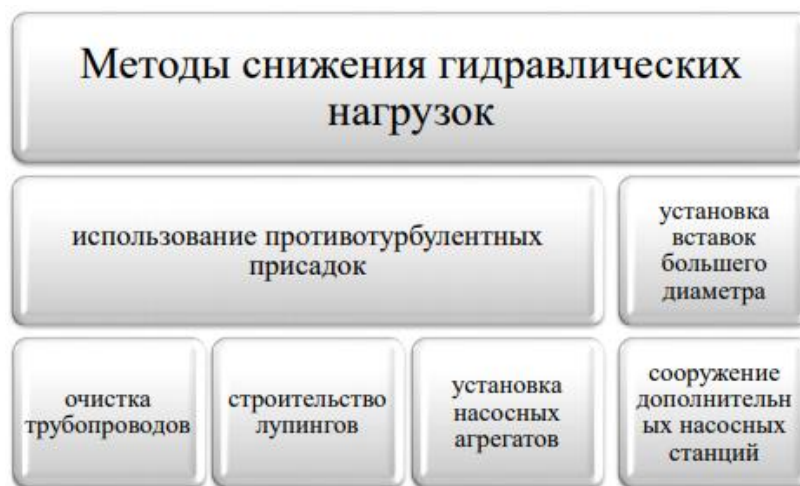 Методы снижения гидравлических
нагрузок
использование противотурбулентных
присадок
установка
вставок
большего
диаметра
очистка
трубопроводов
строительство
лупингов
установка
насосных
агрегатов
сооружение
дополнительн
ых насосных
станций